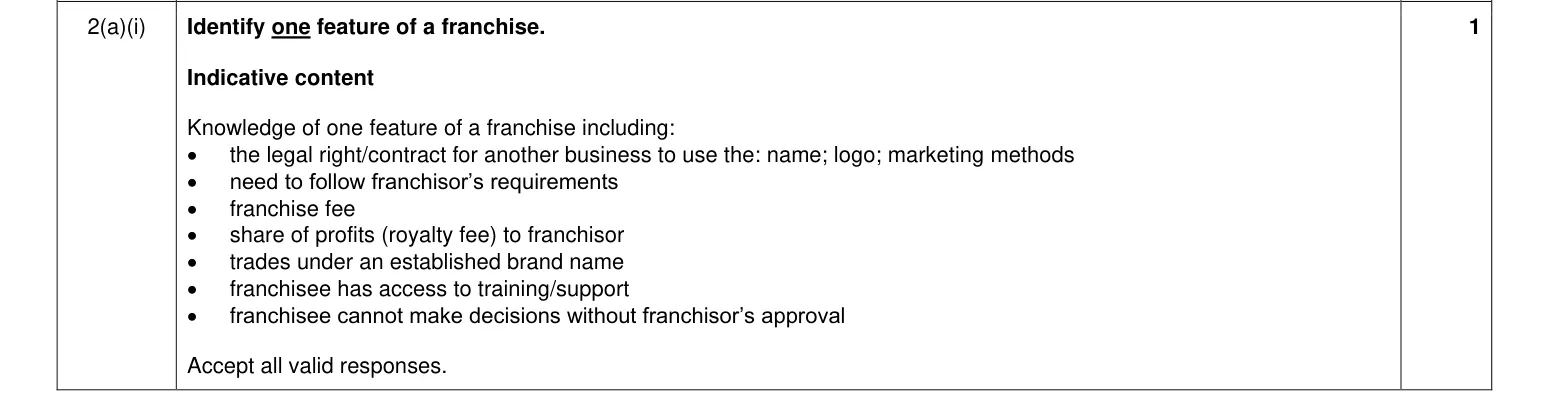 2(a)(i) Identify one feature of a franchise. 1
Indicative content
Knowledge of one feature of a franchise including:
• the legal right/contract for another business to use the: name; logo; marketing methods
• need to follow franchisor’s requirements
• franchise fee
• share of profits (royalty fee) to franchisor
• trades under an established brand name
• franchisee has access to training/support
• franchisee cannot make decisions without franchisor’s approval
Accept all valid responses.